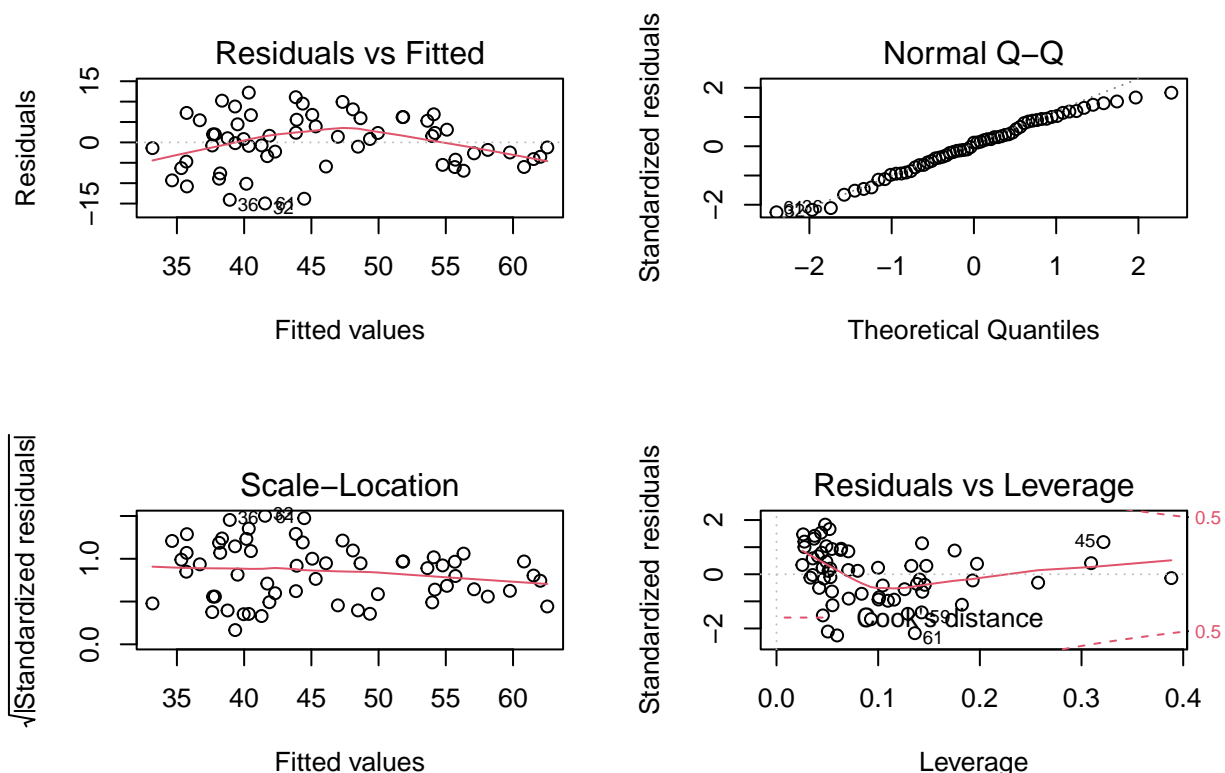 Residuals vs Fitted
Residuals
15
0
−15
36
61
32
35 40 45 50 55 60
Fitted values
Normal Q−Q
Standardized residuals
2
0
−2
61
32
36
−2 −1 0 1 2
Theoretical Quantiles
Scale−Location
√|Standardized residuals|
1.0
0.0
36
32
61
35 40 45 50 55 60
Fitted values
Residuals vs Leverage
Standardized residuals
2
0
−2
45
59
61
Cook's distance
0.5
0.5
0.0 0.1 0.2 0.3 0.4
Leverage